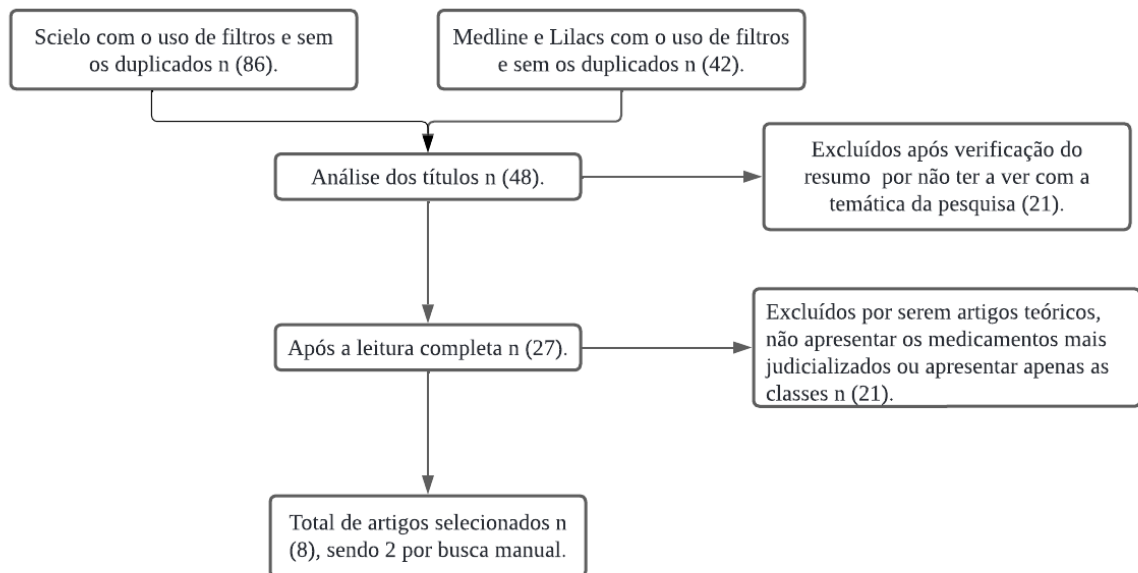 Scielo com o uso de filtros e sem
os duplicados n (86).
Medline e Lilacs com o uso de filtros
e sem os duplicados n (42).
Análise dos títulos n (48).
Excluídos após verificação do
resumo  por não ter a ver com a
temática da pesquisa (21).
Após a leitura completa n (27).
Excluídos por serem artigos teóricos,
não apresentar os medicamentos mais
judicializados ou apresentar apenas as
classes n (21).
Total de artigos selecionados n
(8), sendo 2 por busca manual.